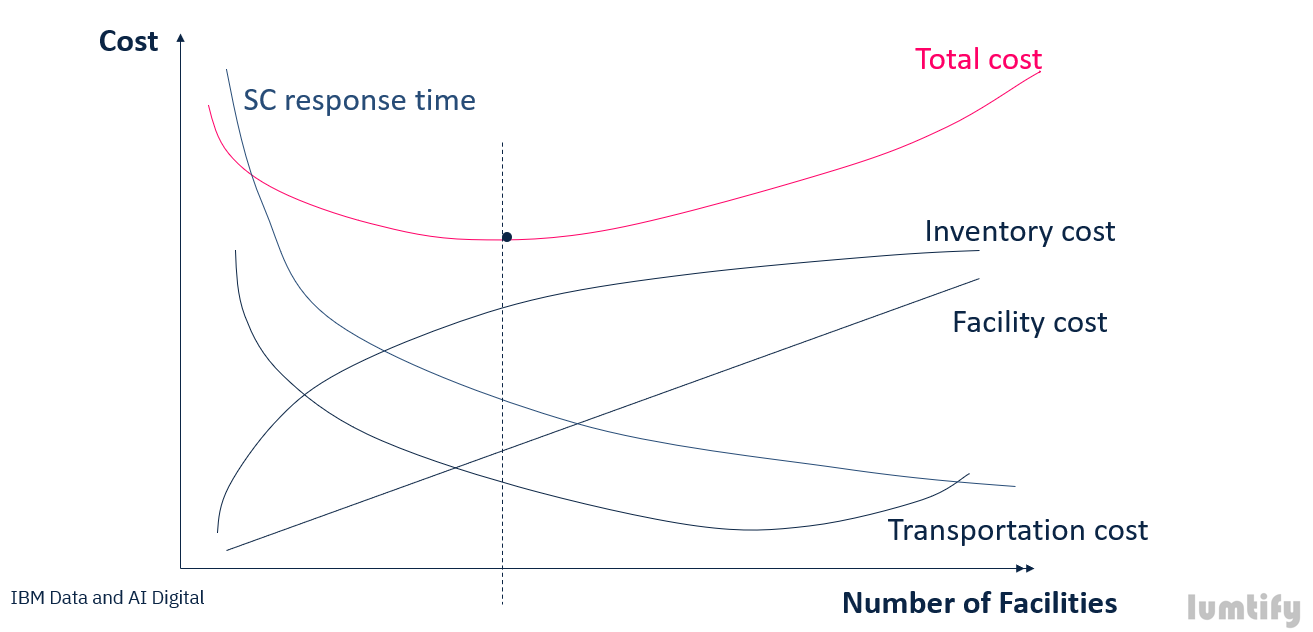 Cost
Total cost
SC response time
Inventory cost
Facility cost
Transportation cost
IBM Data and AI Digital
Number of Facilities
lumtify